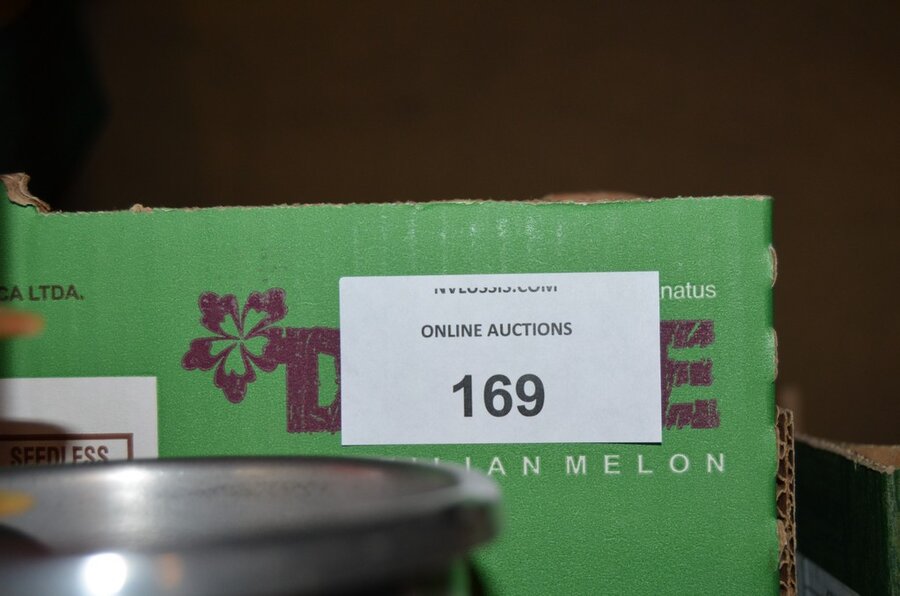 CA LTDA.
natus
ONLINE AUCTIONS
169
D E
LIAN MELON
SEEDLESS